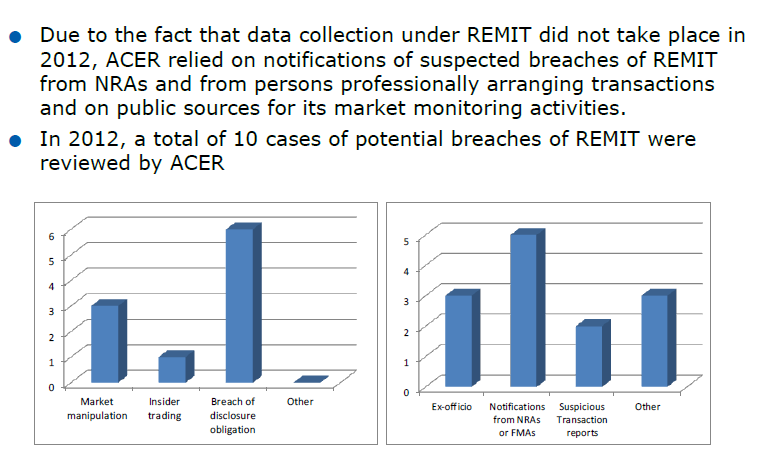 Due to the fact that data collection under REMIT did not take place in
2012, ACER relied on notifications of suspected breaches of REMIT
from NRAs and from persons professionally arranging transactions
and on public sources for its market monitoring activities.
In 2012, a total of 10 cases of potential breaches of REMIT were
reviewed by ACER
6
5
4
3
2
1
0
Market
manipulation
Insider
trading
Breach of
disclosure
obligation
Other
5
4
3
2
1
0
Ex-officio
Notifications
from NRAs
or FMAs
Suspicious
Transaction
reports
Other